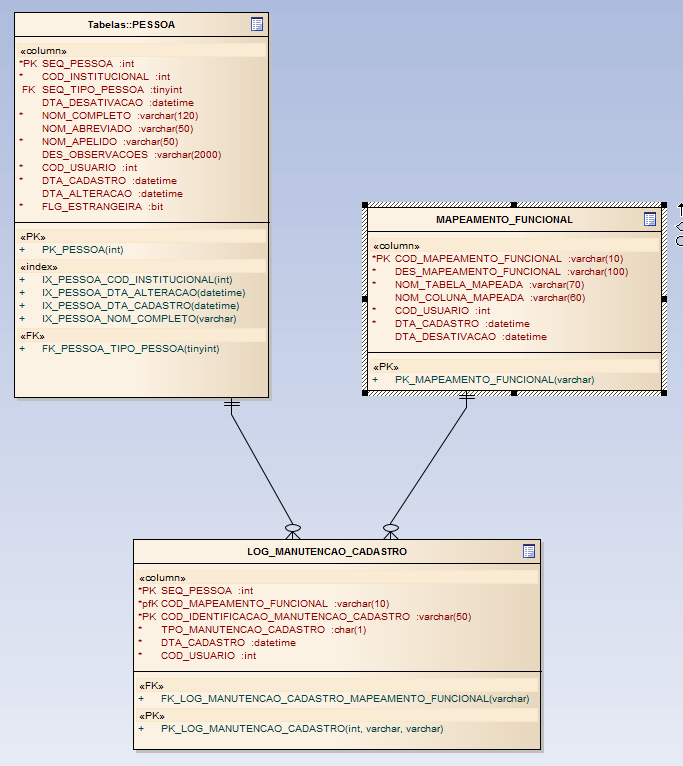 Tabelas::PESSOA
«column»
*PK SEQ_PESSOA :int
* COD_INSTITUCIONAL :int
FK SEQ_TIPO_PESSOA :tinyint
DTA_DESATIVACAO :datetime
* NOM_COMPLETO :varchar(120)
NOM_ABREVIADO :varchar(50)
* NOM_APELIDO :varchar(50)
DES_OBSERVACOES :varchar(2000)
* COD_USUARIO :int
* DTA_CADASTRO :datetime
DTA_ALTERACAO :datetime
* FLG_ESTRANGEIRA :bit
«PK»
+ PK_PESSOA(int)
«index»
+ IX_PESSOA_COD_INSTITUCIONAL(int)
+ IX_PESSOA_DTA_ALTERACAO(datetime)
+ IX_PESSOA_DTA_CADASTRO(datetime)
+ IX_PESSOA_NOM_COMPLETO(varchar)
«FK»
+ FK_PESSOA_TIPO_PESSOA(tinyint)
MAPEAMENTO_FUNCIONAL
«column»
*PK COD_MAPEAMENTO_FUNCIONAL :varchar(10)
* DES_MAPEAMENTO_FUNCIONAL :varchar(100)
* NOM_TABELA_MAPEADA :varchar(70)
* NOM_COLUNA_MAPEADA :varchar(60)
* COD_USUARIO :int
* DTA_CADASTRO :datetime
DTA_DESATIVACAO :datetime
«PK»
+ PK_MAPEAMENTO_FUNCIONAL(varchar)
LOG_MANUTENCAO_CADASTRO
«column»
*PK SEQ_PESSOA :int
*pfK COD_MAPEAMENTO_FUNCIONAL :varchar(10)
*PK COD_IDENTIFICACAO_MANUTENCAO_CADASTRO :varchar(50)
* TPO_MANUTENCAO_CADASTRO :char(1)
* DTA_CADASTRO :datetime
* COD_USUARIO :int
«FK»
+ FK_LOG_MANUTENCAO_CADASTRO_MAPEAMENTO_FUNCIONAL(varchar)
«PK»
+ PK_LOG_MANUTENCAO_CADASTRO(int, varchar, varchar)